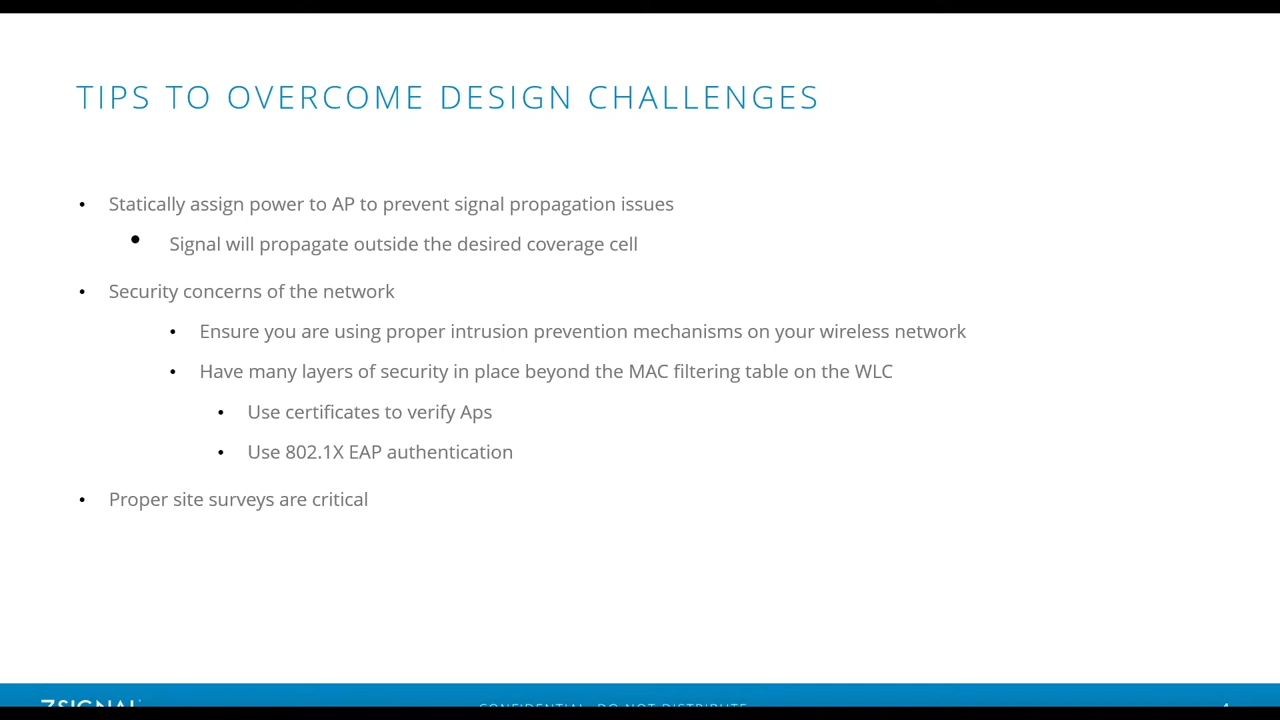 TIPS TO OVERCOME DESIGN CHALLENGES
• Statically assign power to AP to prevent signal propagation issues
• Signal will propagate outside the desired coverage cell
• Security concerns of the network
• Ensure you are using proper intrusion prevention mechanisms on your wireless network
• Have many layers of security in place beyond the MAC filtering table on the WLC
• Use certificates to verify Aps
• Use 802.1X EAP authentication
• Proper site surveys are critical
7SIGNAL
CONFIDENTIAL - DO NOT DISTRIBUTE
4